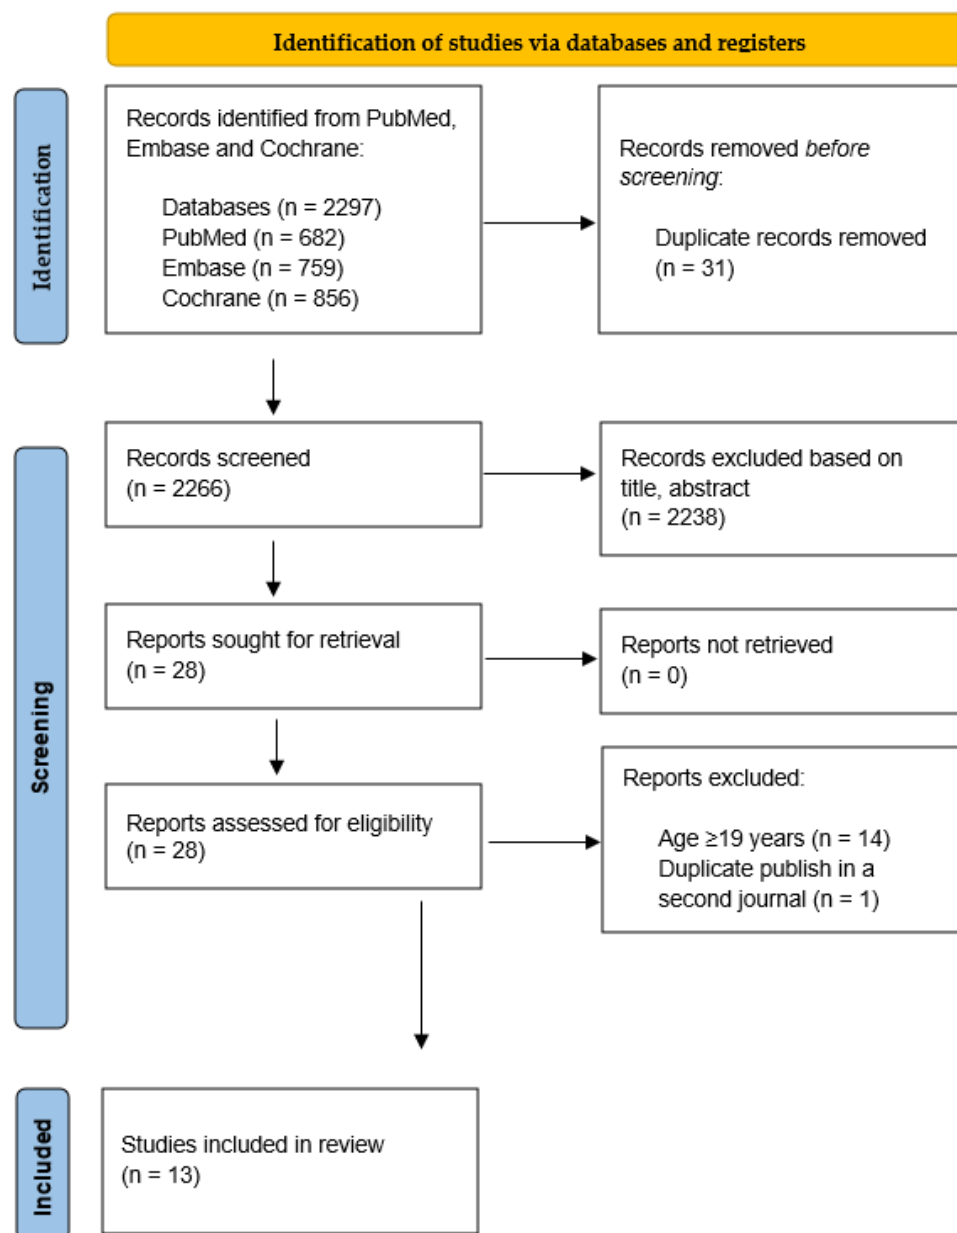 Identification of studies via databases and registers
Identification
Records identified from PubMed,
Embase and Cochrane:
Databases (n = 2297)
PubMed (n = 682)
Embase (n = 759)
Cochrane (n = 856)
Records removed before
screening:
Duplicate records removed
(n = 31)
Screening
Records screened
(n = 2266)
Records excluded based on
title, abstract
(n = 2238)
Reports sought for retrieval
(n = 28)
Reports not retrieved
(n = 0)
Reports assessed for eligibility
(n = 28)
Reports excluded:
Age ≥19 years (n = 14)
Duplicate publish in a
second journal (n = 1)
Included
Studies included in review
(n = 13)